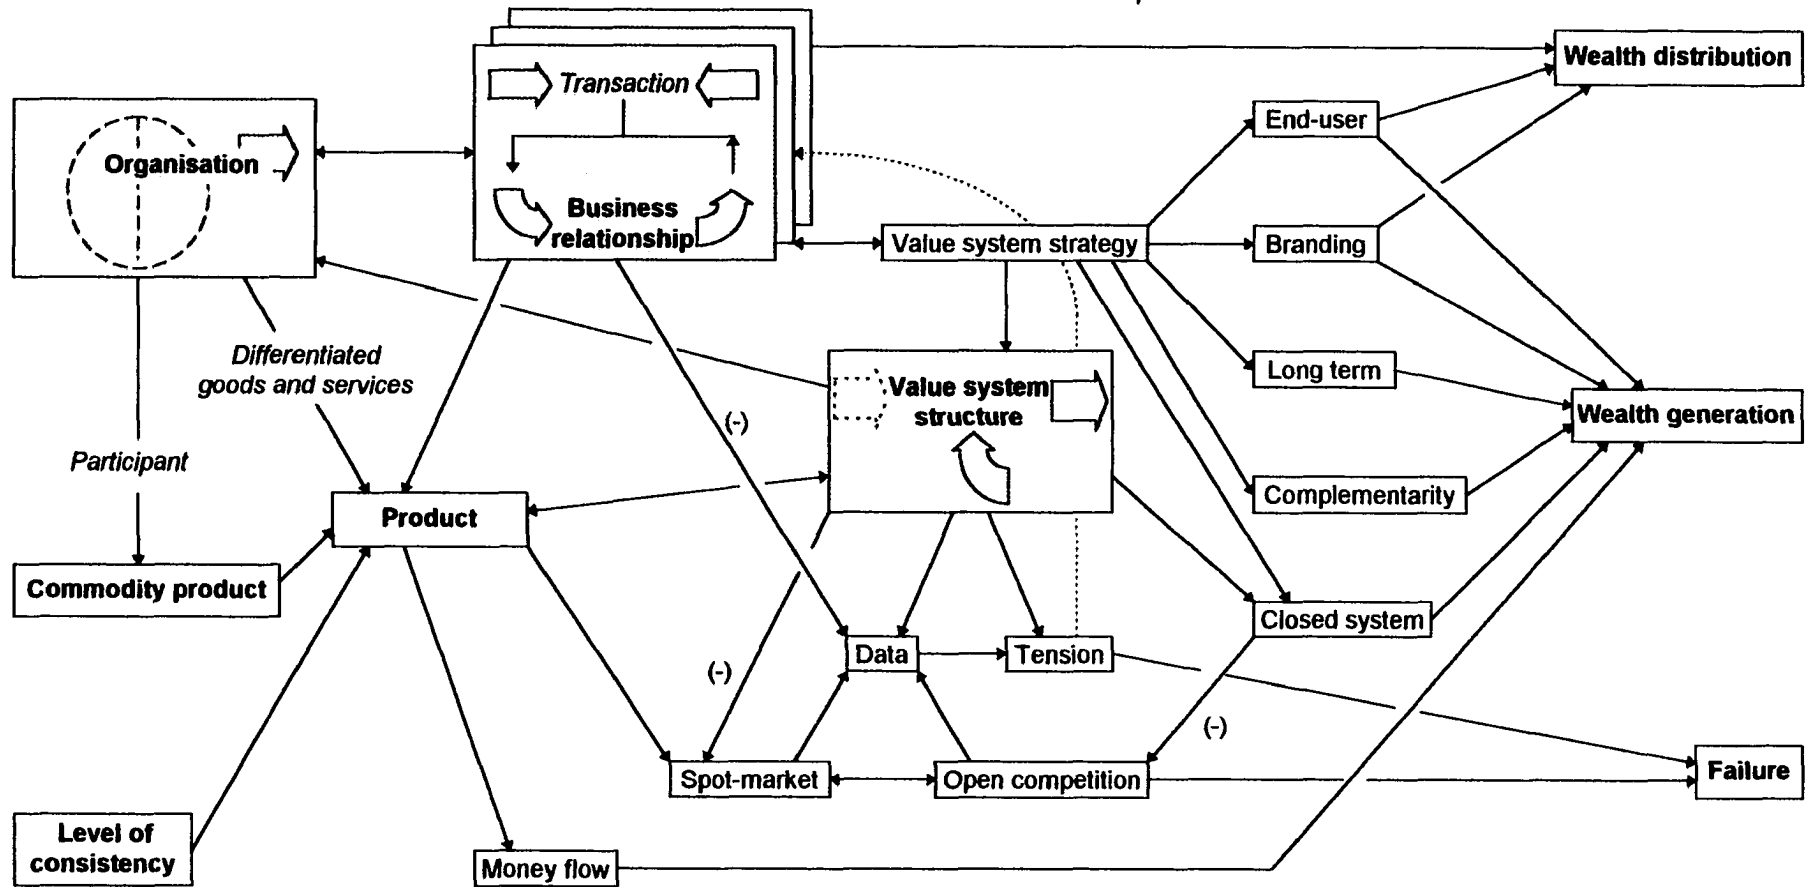 Wealth distribution
Transaction
End-user
Organisation
Business
relationship
Value system strategy
Branding
Differentiated
goods and services
Long term
Value system
structure
Wealth generation
(-)
Participant
Complementarity
Product
Commodity product
Closed system
Data
Tension
(-)
(-)
Spot-market
Open competition
Failure
Level of
consistency
Money flow